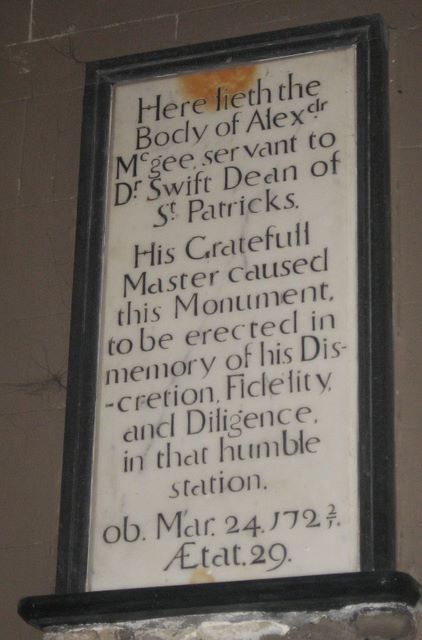 Here lieth the
Body of Alexdr
Mcgee, servant to
Dr Swift Dean of
St Patricks.
His Gratefull
Master caused
this Monument,
to be erected in
memory of his Dis-
-cretion, Fidelity,
and Diligence,
in that humble
station.
ob. Mar. 24. 172 2/1.
Ætat. 29.